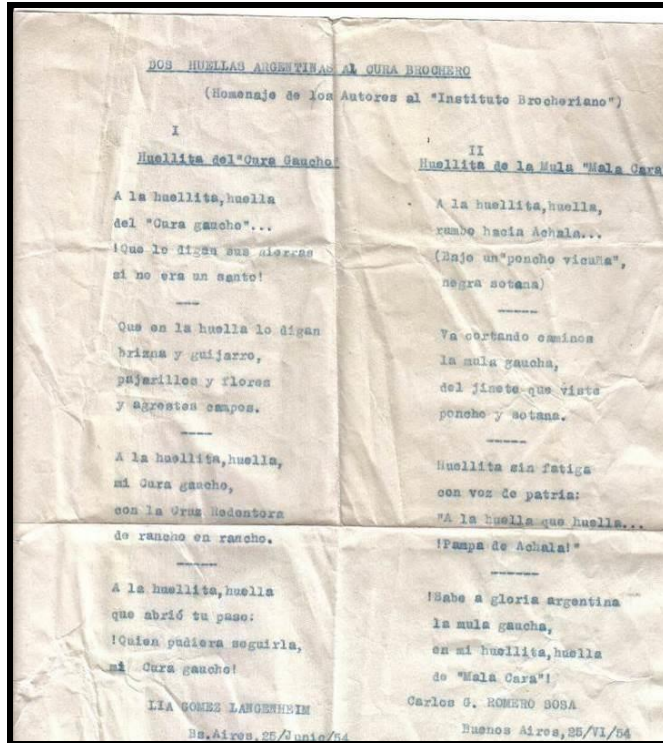 DOS HUELLAS ARGENTINAS AL CURA BROCHERO
(Homenaje de los Autores al "Instituto Brocheriano")
I
Huellita del"Cura Gaucho"
A la huellita,huella
del "Cura gaucho"...
!Que lo digan sus sierras
si no era un santo!
---
Que en la huella lo digan
brizna y guijarro,
pajarillos y flores
y agrestes campos.
----
A la huellita,huella,
mi Cura gaucho,
con la Cruz Redentora
de rancho en rancho.
-----
A la huellita,huella
que abrió tu paso:
!Quien pudiera seguirla,
mi Cura gaucho!
LIA GOMEZ LANGENHEIM
Bs.Aires,25/Junio/54
II
Huellita de la Mula "Mala Cara
A la huellita,huella,
rumbo hacia Achala...
(Bajo un"poncho vicuña",
negra sotana)
-----
Va cortando caminos
la mula gaucha,
del jinete que viste
poncho y sotana.
-----
Huellita sin fatiga
con voz de patria:
"A la huella que huella...
!Pampa de Achala!"
-----
!Sabe a gloria argentina
la mula gaucha,
en mi huellita,huella
de "Mala Cara"!
Carlos G. ROMERO SOSA
Buenos Aires,25/VI/54